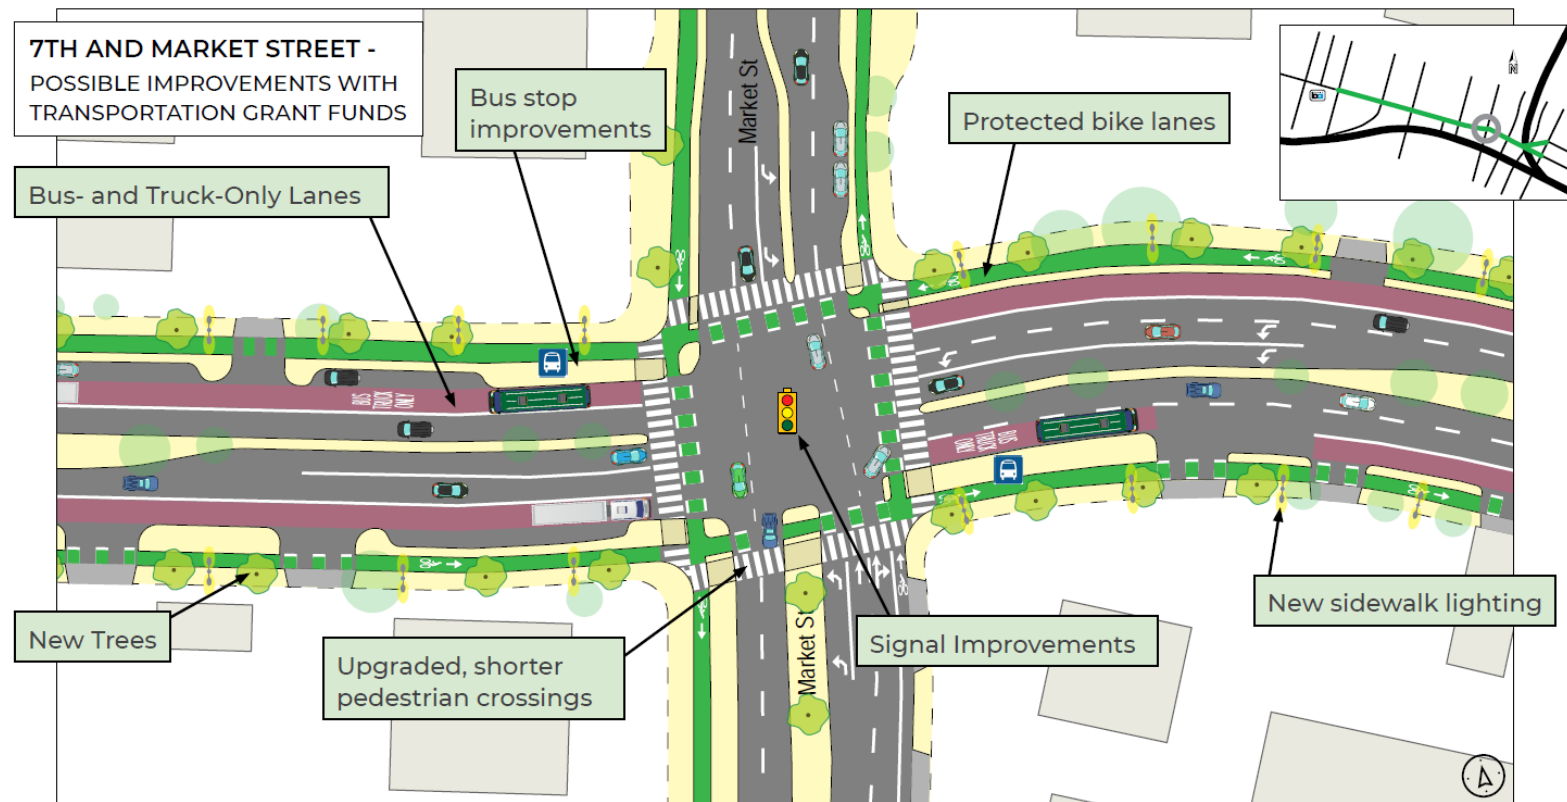 7TH AND MARKET STREET -
POSSIBLE IMPROVEMENTS WITH
TRANSPORTATION GRANT FUNDS
Bus stop
improvements
Market St
Protected bike lanes
N
Bus- and Truck-Only Lanes
BUS
TRUCK
ONLY
BUS
TRUCK
ONLY
New Trees
Upgraded, shorter
pedestrian crossings
Market St
Signal Improvements
New sidewalk lighting